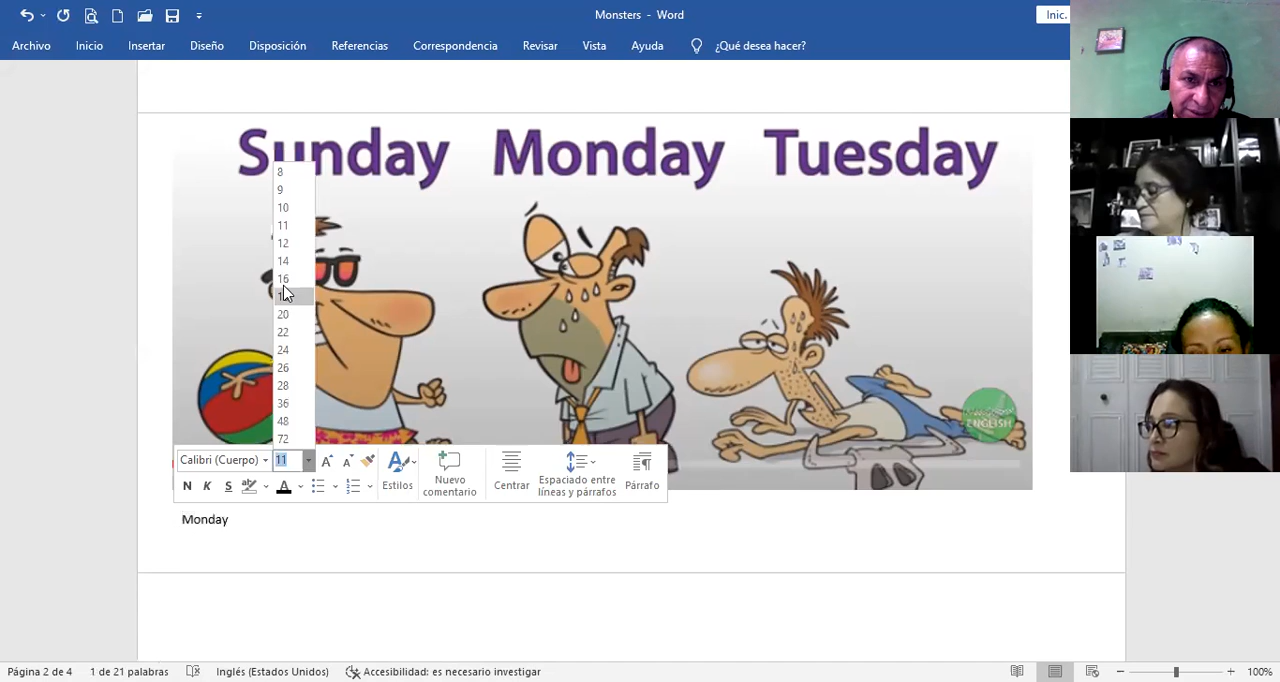 Monsters - Word
Inic.
Archivo Inicio Insertar Diseño Disposición Referencias Correspondencia Revisar Vista Ayuda ¿Qué desea hacer?
Sunday Monday Tuesday
8
9
10
11
12
14
16
20
22
24
26
28
36
48
72
ENGLISH
Calibri (Cuerpo) 11
N K S ab A
Estilos
Nuevo comentario
Centrar
Espaciado entre líneas y párrafos
Párrafo
Monday
Página 2 de 4 1 de 21 palabras Inglés (Estados Unidos) Accesibilidad: es necesario investigar 100%